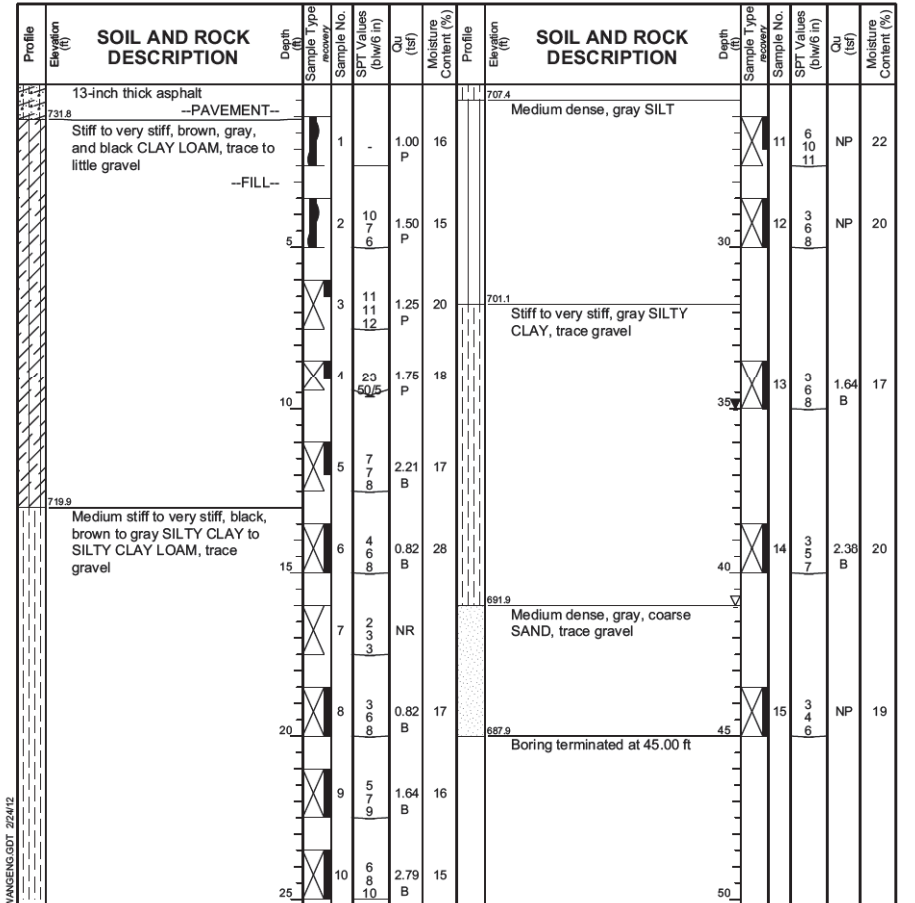 Profile
Elevation (ft)
SOIL AND ROCK
DESCRIPTION
Depth (ft)
Sample Type
recovery
Sample No.
SPT Values
(blw/6 in)
Qu
(tsf)
Moisture
Content (%)
13-inch thick asphalt
--PAVEMENT--
731.8
Stiff to very stiff, brown, gray,
and black CLAY LOAM, trace to
little gravel
--FILL--
1
-
1.00
P
16
2
10
7
6
1.50
P
15
5
3
11
11
12
1.25
P
20
4
23
50/5
1.75
P
18
10
5
7
7
8
2.21
B
17
719.9
Medium stiff to very stiff, black,
brown to gray SILTY CLAY to
SILTY CLAY LOAM, trace
gravel
6
4
6
8
0.82
B
28
15
7
2
3
3
NR
8
3
6
8
0.82
B
17
20
9
5
7
9
1.64
B
16
10
6
8
10
2.79
B
15
25
WANGENG.GDT 2/24/12
Profile
Elevation (ft)
SOIL AND ROCK
DESCRIPTION
Depth (ft)
Sample Type
recovery
Sample No.
SPT Values
(blw/6 in)
Qu
(tsf)
Moisture
Content (%)
707.4
Medium dense, gray SILT
11
6
10
11
NP
22
12
3
6
8
NP
20
30
701.1
Stiff to very stiff, gray SILTY
CLAY, trace gravel
13
3
6
8
1.64
B
17
35
14
3
5
7
2.38
B
20
40
691.9
Medium dense, gray, coarse
SAND, trace gravel
15
3
4
6
NP
19
45
687.9
Boring terminated at 45.00 ft
50